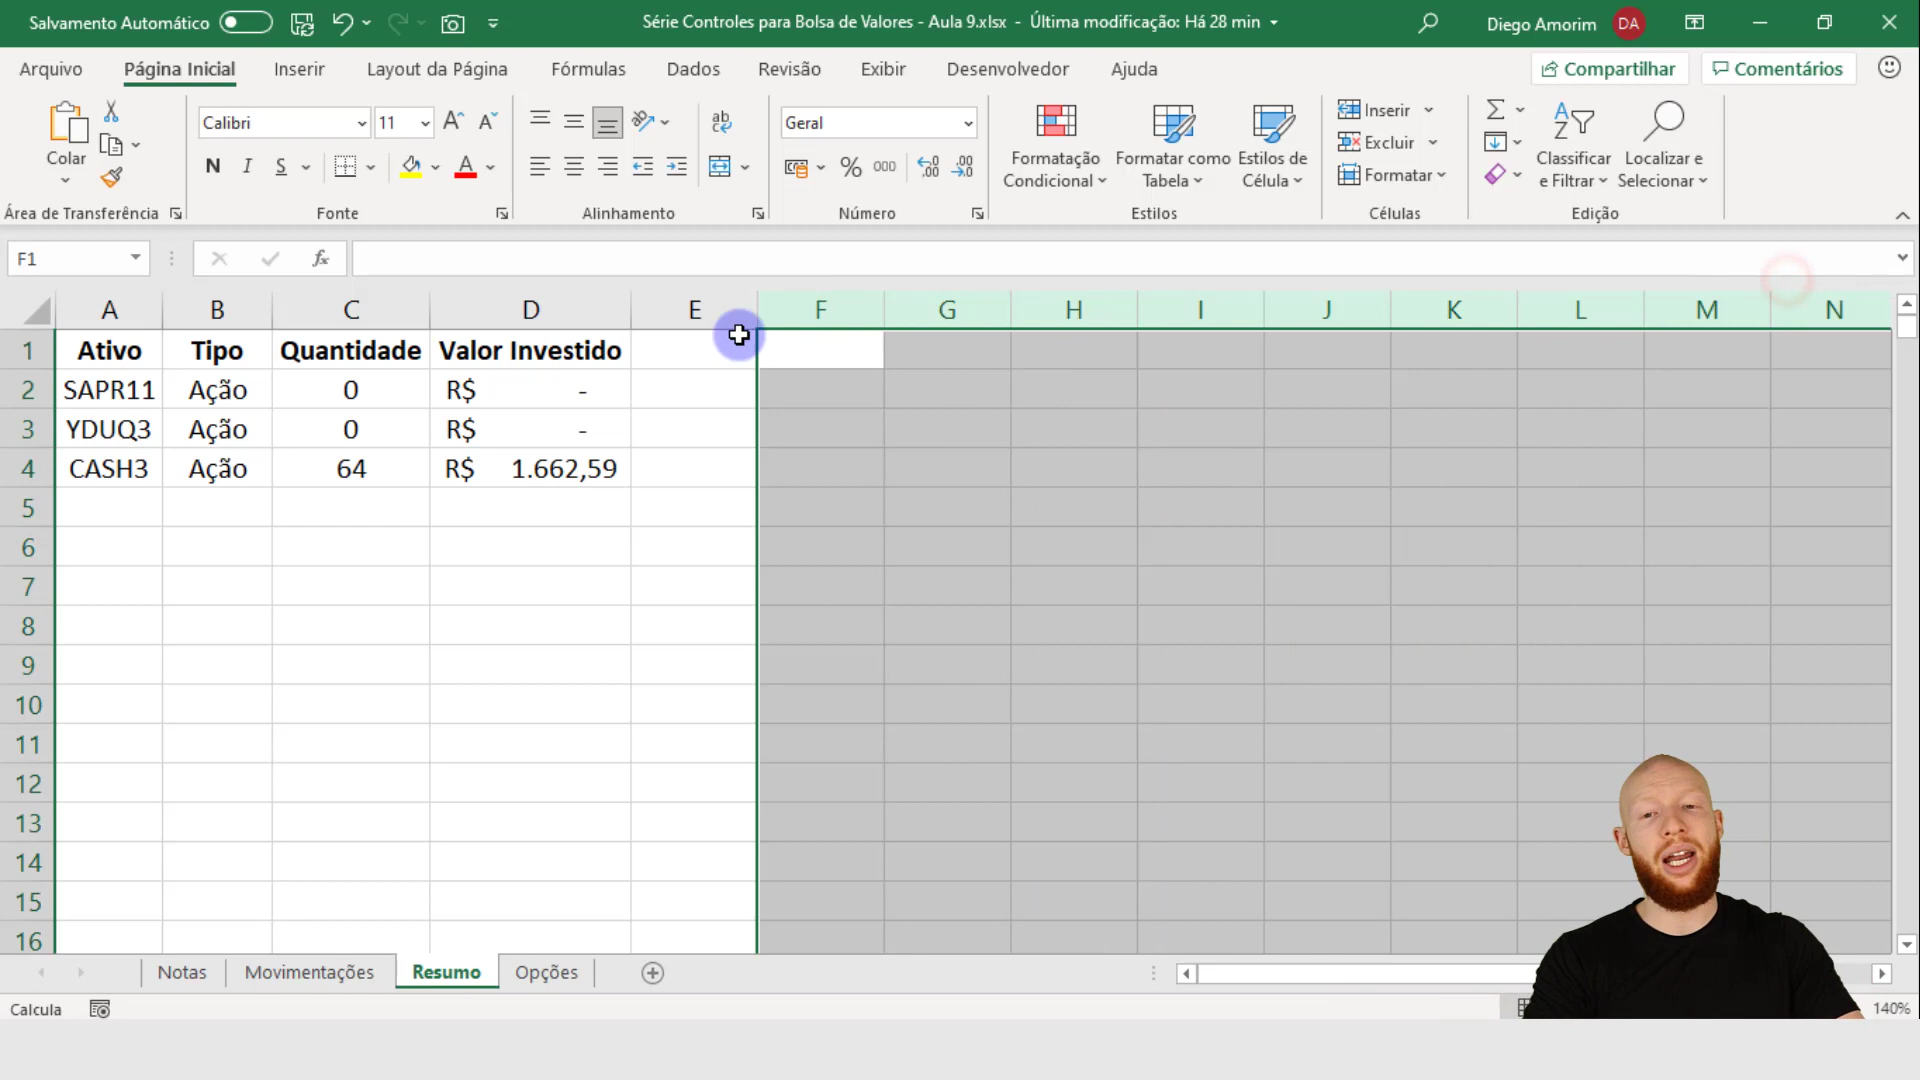 Salvamento Automático
Série Controles para Bolsa de Valores - Aula 9.xlsx - Última modificação: Há 28 min
Diego Amorim DA
Arquivo Página Inicial Inserir Layout da Página Fórmulas Dados Revisão Exibir Desenvolvedor Ajuda Compartilhar Comentários
Colar
Calibri 11
N I S
ab
Geral
% 000
Formatação Condicional
Formatar como Tabela
Estilos de Célula
Inserir
Excluir
Formatar
Classificar e Filtrar
Localizar e Selecionar
Área de Transferência Fonte Alinhamento Número Estilos Células Edição
F1 fx
A B C D E F G H I J K L M N
1 Ativo Tipo Quantidade Valor Investido
2 SAPR11 Ação 0 R$ -
3 YDUQ3 Ação 0 R$ -
4 CASH3 Ação 64 R$ 1.662,59
5
6
7
8
9
10
11
12
13
14
15
16
Notas Movimentações Resumo Opções
Calcula 140%